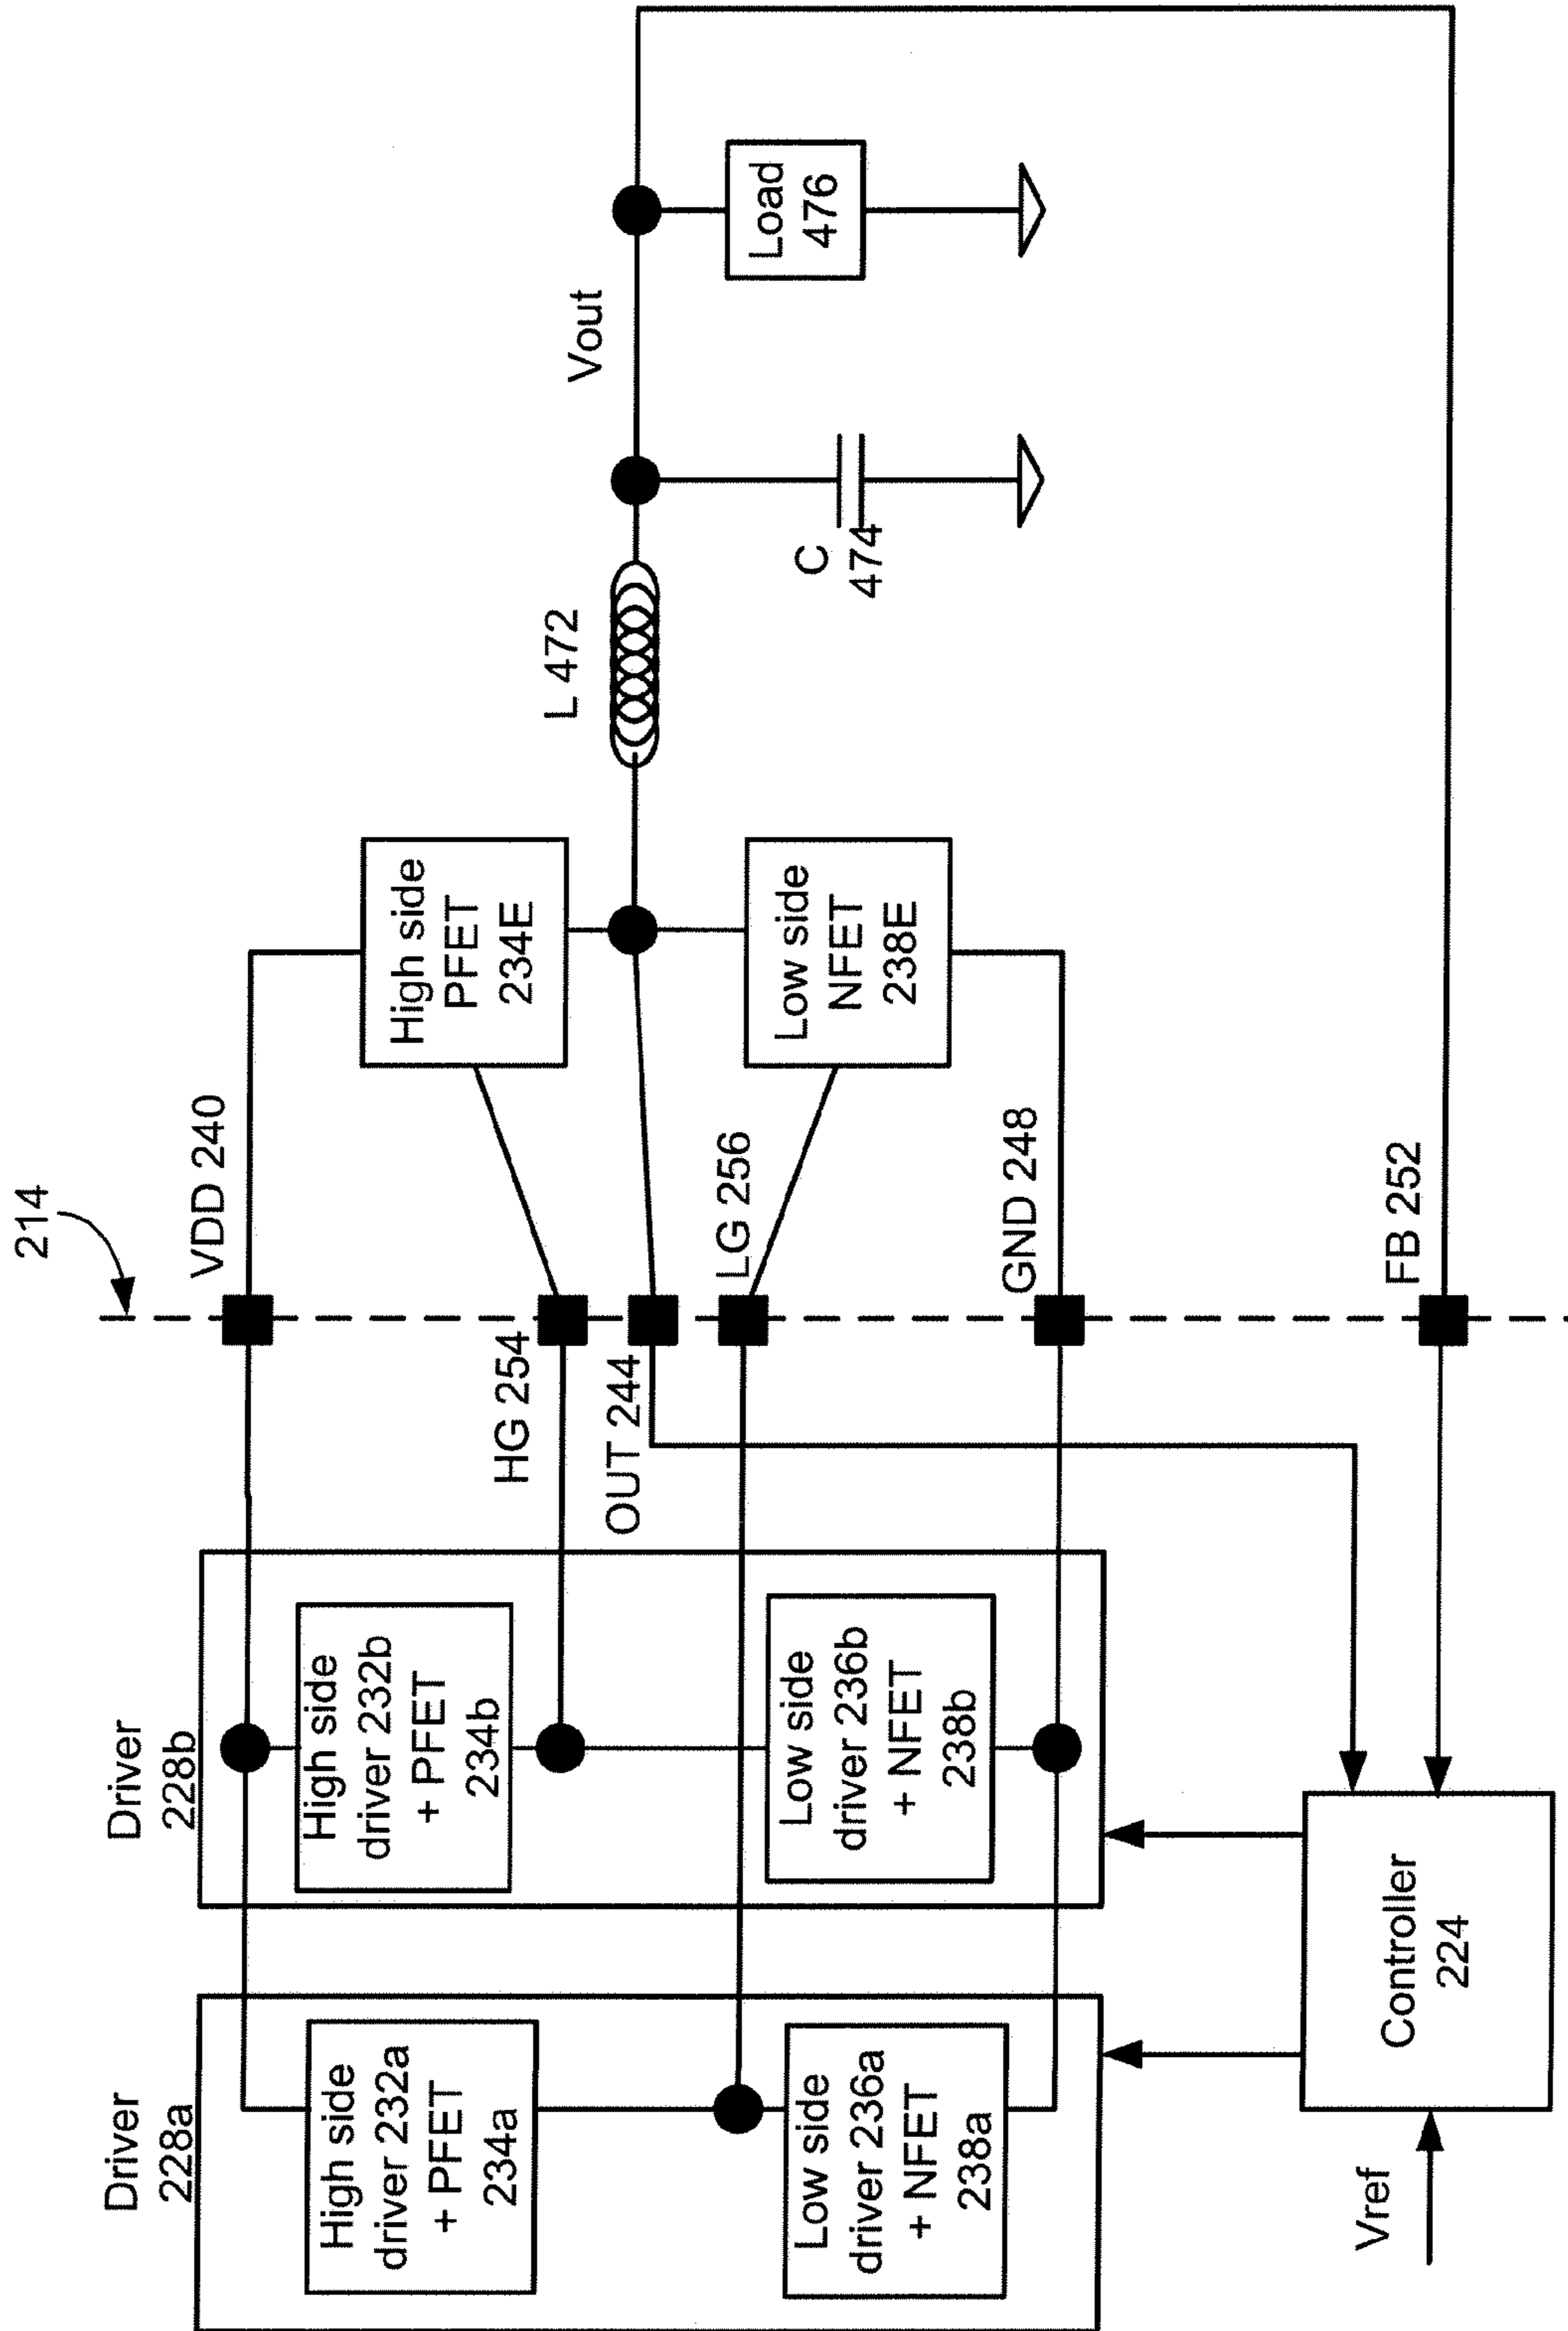 214
Driver
228a
Driver
228b
VDD 240
High side
driver 232a
+ PFET
234a
High side
driver 232b
+ PFET
234b
HG 254
High side
PFET
234E
L 472
Vout
OUT 244
LG 256
Low side
driver 236a
+ NFET
238a
Low side
driver 236b
+ NFET
238b
Low side
NFET
238E
C
474
Load
476
GND 248
Vref
Controller
224
FB 252